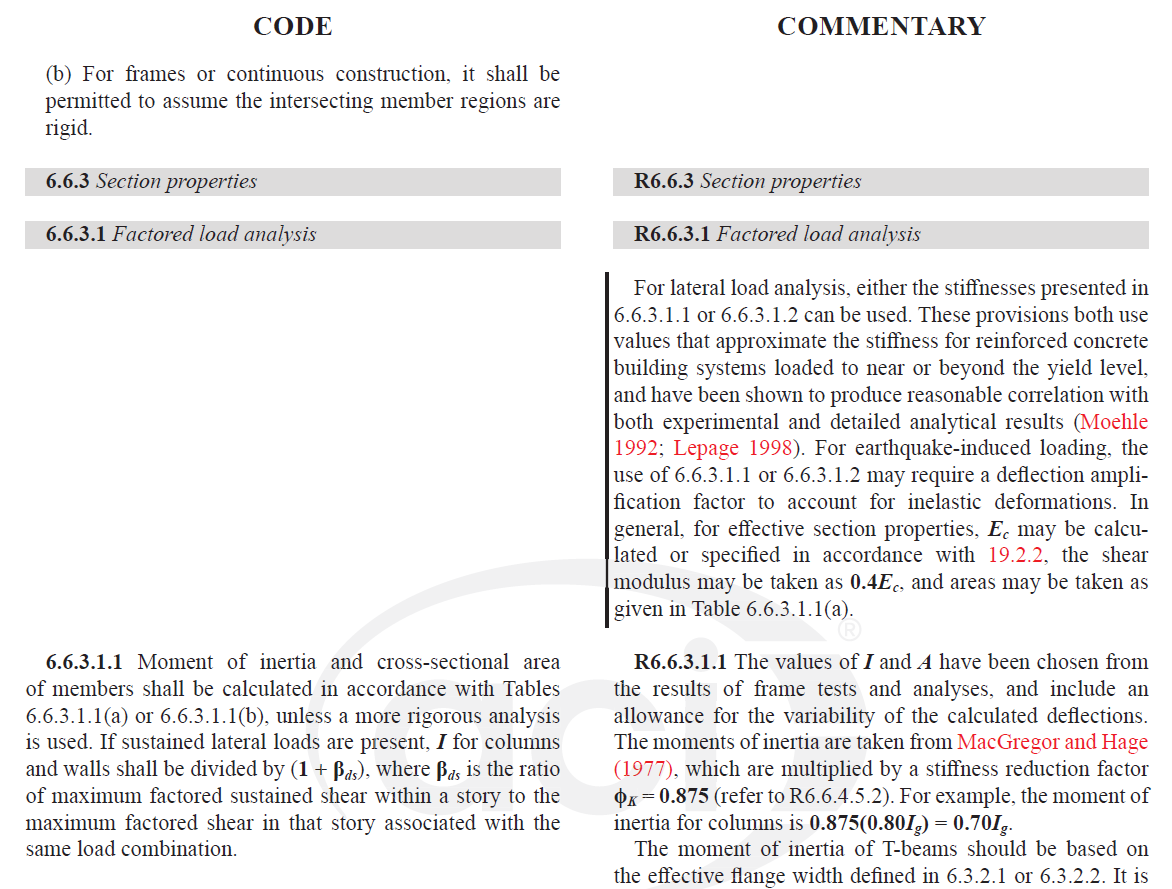 CODE
(b) For frames or continuous construction, it shall be
permitted to assume the intersecting member regions are
rigid.
6.6.3 Section properties
6.6.3.1 Factored load analysis
6.6.3.1.1 Moment of inertia and cross-sectional area
of members shall be calculated in accordance with Tables
6.6.3.1.1(a) or 6.6.3.1.1(b), unless a more rigorous analysis
is used. If sustained lateral loads are present, I for columns
and walls shall be divided by (1 + βds), where βds is the ratio
of maximum factored sustained shear within a story to the
maximum factored shear in that story associated with the
same load combination.
COMMENTARY
R6.6.3 Section properties
R6.6.3.1 Factored load analysis
For lateral load analysis, either the stiffnesses presented in
6.6.3.1.1 or 6.6.3.1.2 can be used. These provisions both use
values that approximate the stiffness for reinforced concrete
building systems loaded to near or beyond the yield level,
and have been shown to produce reasonable correlation with
both experimental and detailed analytical results (Moehle
1992; Lepage 1998). For earthquake-induced loading, the
use of 6.6.3.1.1 or 6.6.3.1.2 may require a deflection ampli-
fication factor to account for inelastic deformations. In
general, for effective section properties, Ec may be calcu-
lated or specified in accordance with 19.2.2, the shear
modulus may be taken as 0.4Ec, and areas may be taken as
given in Table 6.6.3.1.1(a).
R6.6.3.1.1 The values of I and A have been chosen from
the results of frame tests and analyses, and include an
allowance for the variability of the calculated deflections.
The moments of inertia are taken from MacGregor and Hage
(1977), which are multiplied by a stiffness reduction factor
ϕK = 0.875 (refer to R6.6.4.5.2). For example, the moment of
inertia for columns is 0.875(0.80Ig) = 0.70Ig.
The moment of inertia of T-beams should be based on
the effective flange width defined in 6.3.2.1 or 6.3.2.2. It is
aci
®